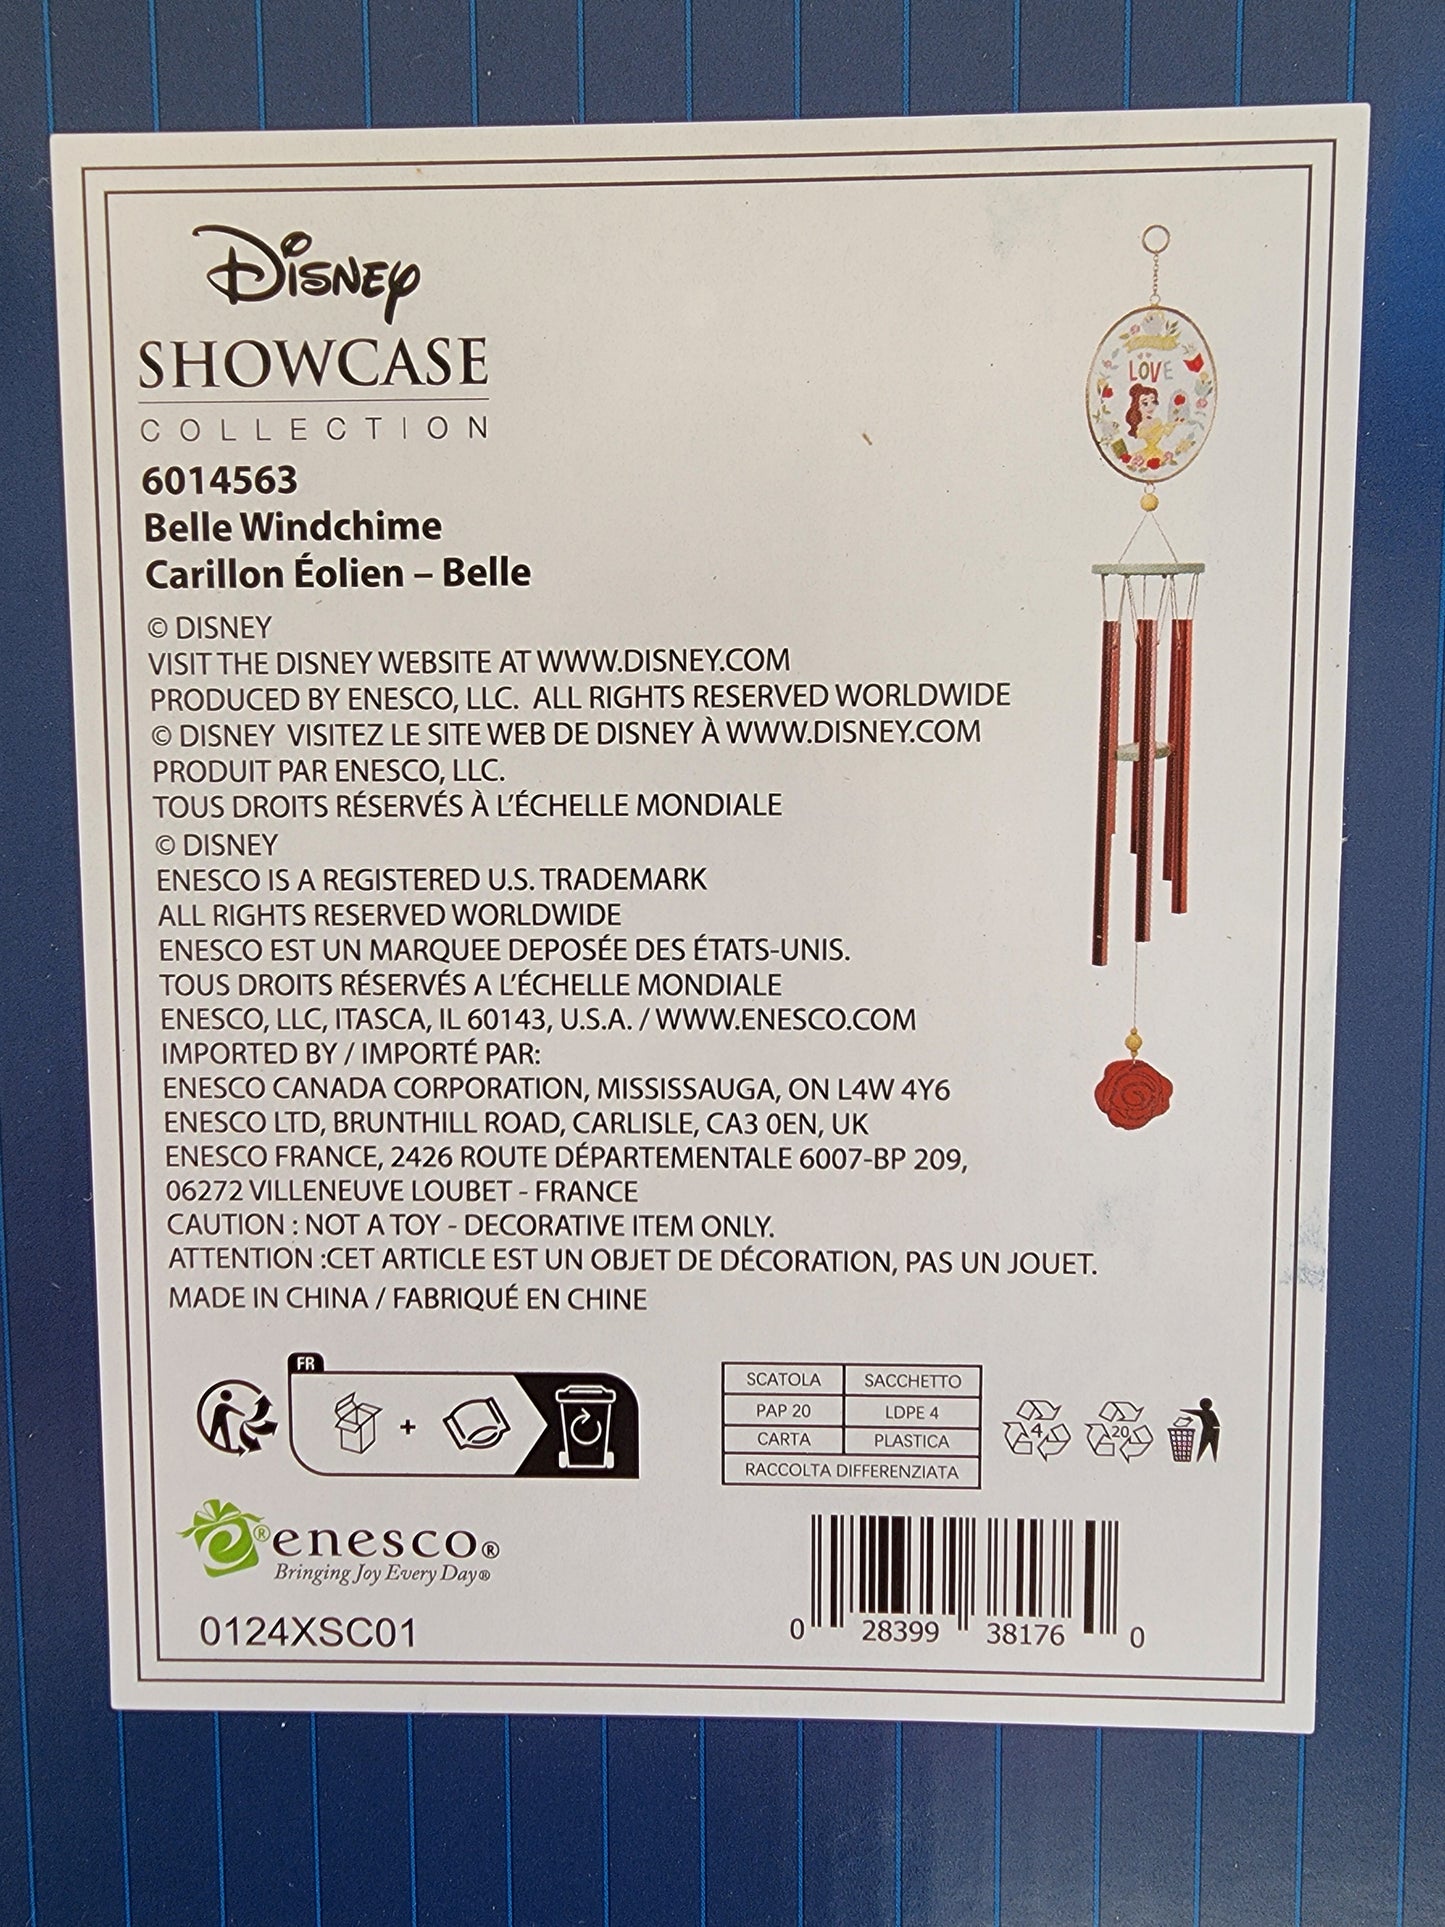 Disney
SHOWCASE
COLLECTION
6014563
Belle Windchime
Carillon Éolien – Belle
© DISNEY
VISIT THE DISNEY WEBSITE AT WWW.DISNEY.COM
PRODUCED BY ENESCO, LLC. ALL RIGHTS RESERVED WORLDWIDE
© DISNEY VISITEZ LE SITE WEB DE DISNEY À WWW.DISNEY.COM
PRODUIT PAR ENESCO, LLC.
TOUS DROITS RÉSERVÉS À L'ÉCHELLE MONDIALE
© DISNEY
ENESCO IS A REGISTERED U.S. TRADEMARK
ALL RIGHTS RESERVED WORLDWIDE
ENESCO EST UN MARQUEE DEPOSÉE DES ÉTATS-UNIS.
TOUS DROITS RÉSERVÉS A L'ÉCHELLE MONDIALE
ENESCO, LLC, ITASCA, IL 60143, U.S.A. / WWW.ENESCO.COM
IMPORTED BY / IMPORTÉ PAR:
ENESCO CANADA CORPORATION, MISSISSAUGA, ON L4W 4Y6
ENESCO LTD, BRUNTHILL ROAD, CARLISLE, CA3 0EN, UK
ENESCO FRANCE, 2426 ROUTE DÉPARTEMENTALE 6007-BP 209,
06272 VILLENEUVE LOUBET - FRANCE
CAUTION : NOT A TOY - DECORATIVE ITEM ONLY.
ATTENTION :CET ARTICLE EST UN OBJET DE DÉCORATION, PAS UN JOUET.
MADE IN CHINA / FABRIQUÉ EN CHINE
LOVE
FR
+
SCATOLA SACCHETTO
PAP 20 LDPE 4
CARTA PLASTICA
RACCOLTA DIFFERENZIATA
4 20
e® enesco®
Bringing Joy Every Day®
0124XSC01
0 28399 38176 0